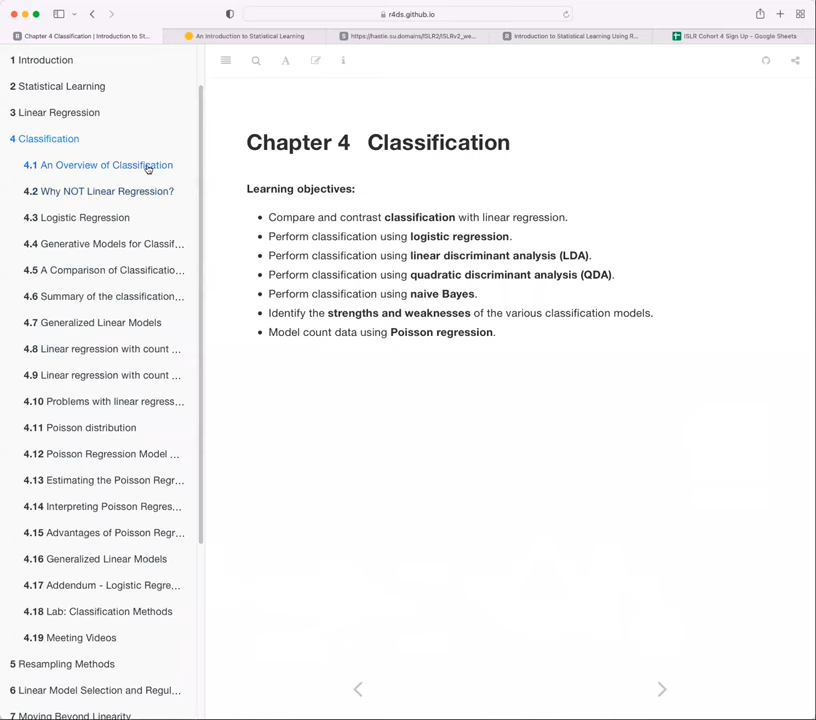 r4ds.github.io
Chapter 4 Classification | Introduction to St...
An Introduction to Statistical Learning
https://hastie.su.domains/ISLR2/ISLRv2_we...
Introduction to Statistical Learning Using R...
ISLR Cohort 4 Sign Up - Google Sheets
1 Introduction
2 Statistical Learning
3 Linear Regression
4 Classification
4.1 An Overview of Classification
4.2 Why NOT Linear Regression?
4.3 Logistic Regression
4.4 Generative Models for Classif...
4.5 A Comparison of Classificatio...
4.6 Summary of the classification...
4.7 Generalized Linear Models
4.8 Linear regression with count ...
4.9 Linear regression with count ...
4.10 Problems with linear regress...
4.11 Poisson distribution
4.12 Poisson Regression Model ...
4.13 Estimating the Poisson Regr...
4.14 Interpreting Poisson Regres...
4.15 Advantages of Poisson Regr...
4.16 Generalized Linear Models
4.17 Addendum - Logistic Regre...
4.18 Lab: Classification Methods
4.19 Meeting Videos
5 Resampling Methods
6 Linear Model Selection and Regul...
7 Moving Beyond Linearity
Chapter 4 Classification
Learning objectives:
• Compare and contrast classification with linear regression.
• Perform classification using logistic regression.
• Perform classification using linear discriminant analysis (LDA).
• Perform classification using quadratic discriminant analysis (QDA).
• Perform classification using naive Bayes.
• Identify the strengths and weaknesses of the various classification models.
• Model count data using Poisson regression.